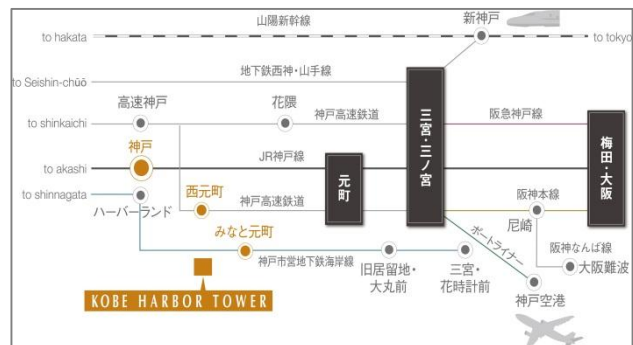 山陽新幹線
新神戸
to hakata
to tokyo
地下鉄西神・山手線
to Seishin-chūō
高速神戸
花隈
神戸高速鉄道
阪急神戸線
to shinkaichi
三宮・三ノ宮
梅田・大阪
神戸
JR神戸線
to akashi
元町
to shinnagata
ハーバーランド
西元町
神戸高速鉄道
阪神本線
尼崎
みなと元町
神戸市営地下鉄海岸線
旧居留地・
大丸前
三宮・
花時計前
ポートライナー
阪神なんば線
大阪難波
神戸空港
KOBE HARBOR TOWER